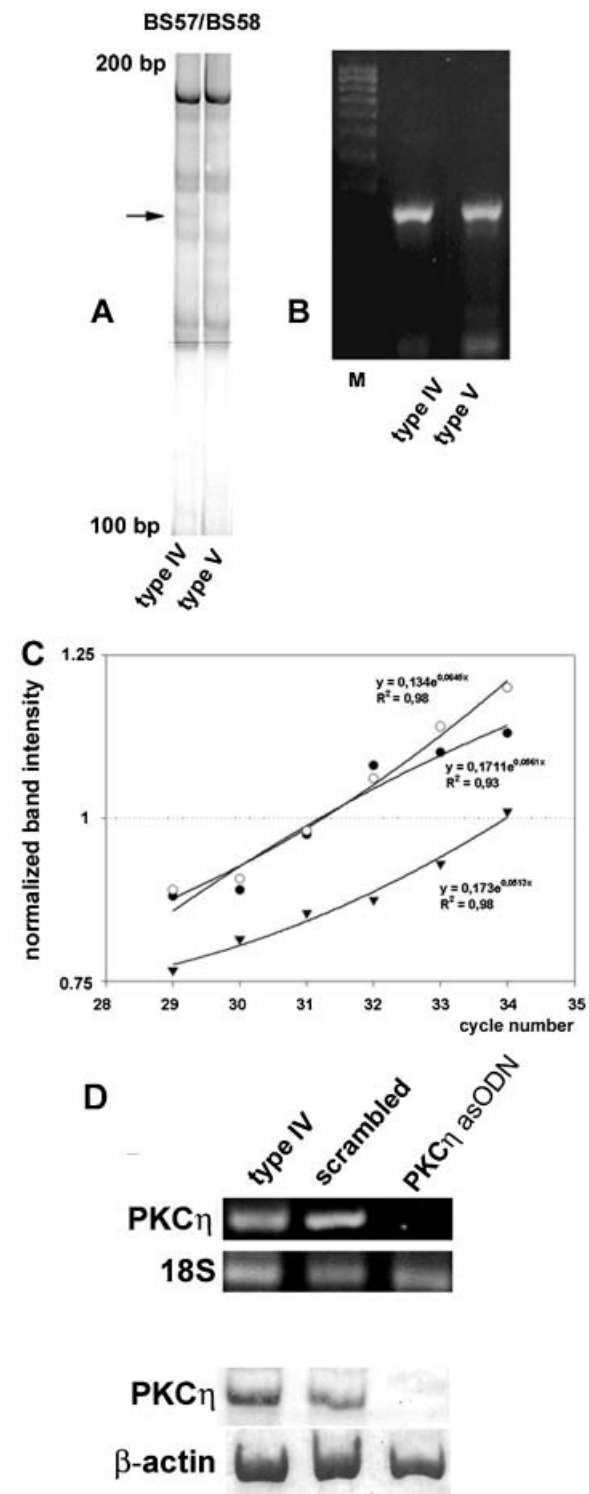 BS57/BS58
200 bp
A
100 bp
type IV
type V
B
M
type IV
type V
C
normalized band intensity
1.25
1
0.75
y = 0,134e^0,0645x
R² = 0,98
y = 0,1711e^0,0561x
R² = 0,93
y = 0,173e^0,0513x
R² = 0,98
28 29 30 31 32 33 34 35
cycle number
D
type IV
scrambled
PKCη asODN
PKCη
18S
PKCη
β-actin